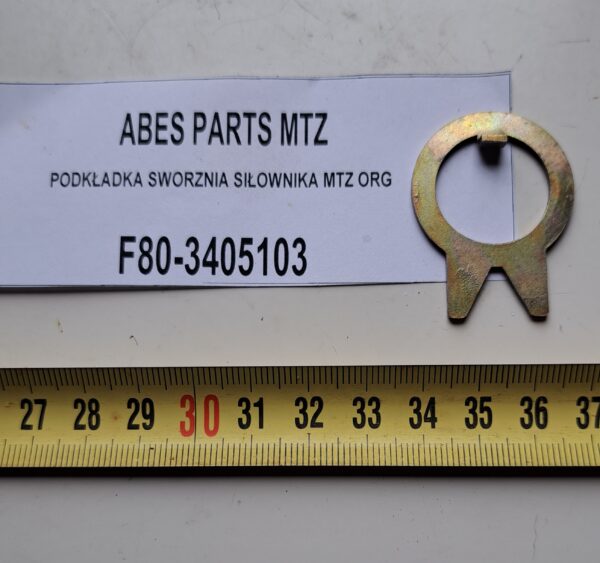 ABES PARTS MTZ
PODKŁADKA SWORZNIA SIŁOWNIKA MTZ ORG
F80-3405103
27 28 29 30 31 32 33 34 35 36 37